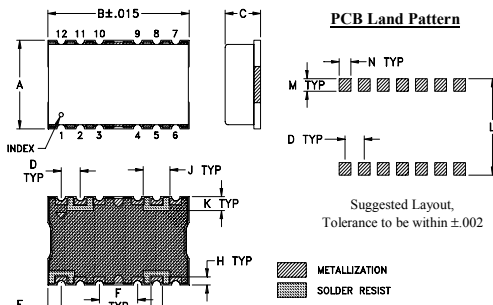 B±.015
C
PCB Land Pattern
12 11 10 9 8 7
A
1 2 3 4 5 6
INDEX
N TYP
M TYP
L
D TYP
D
TYP
J TYP
K TYP
Suggested Layout,
Tolerance to be within ±.002
H TYP
F
TYP
METALLIZATION
SOLDER RESIST